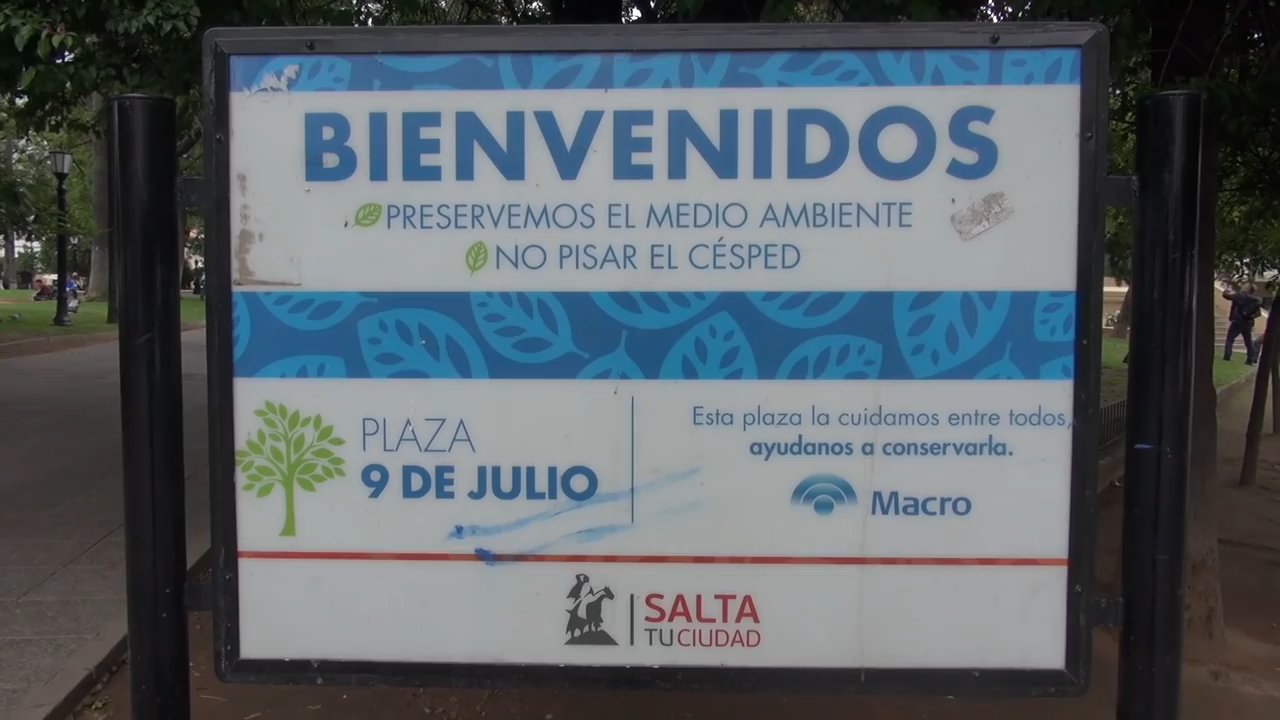 BIENVENIDOS
PRESERVEMOS EL MEDIO AMBIENTE
NO PISAR EL CÉSPED
PLAZA
9 DE JULIO
Esta plaza la cuidamos entre todos,
ayudanos a conservarla.
Macro
SALTA
TU CIUDAD